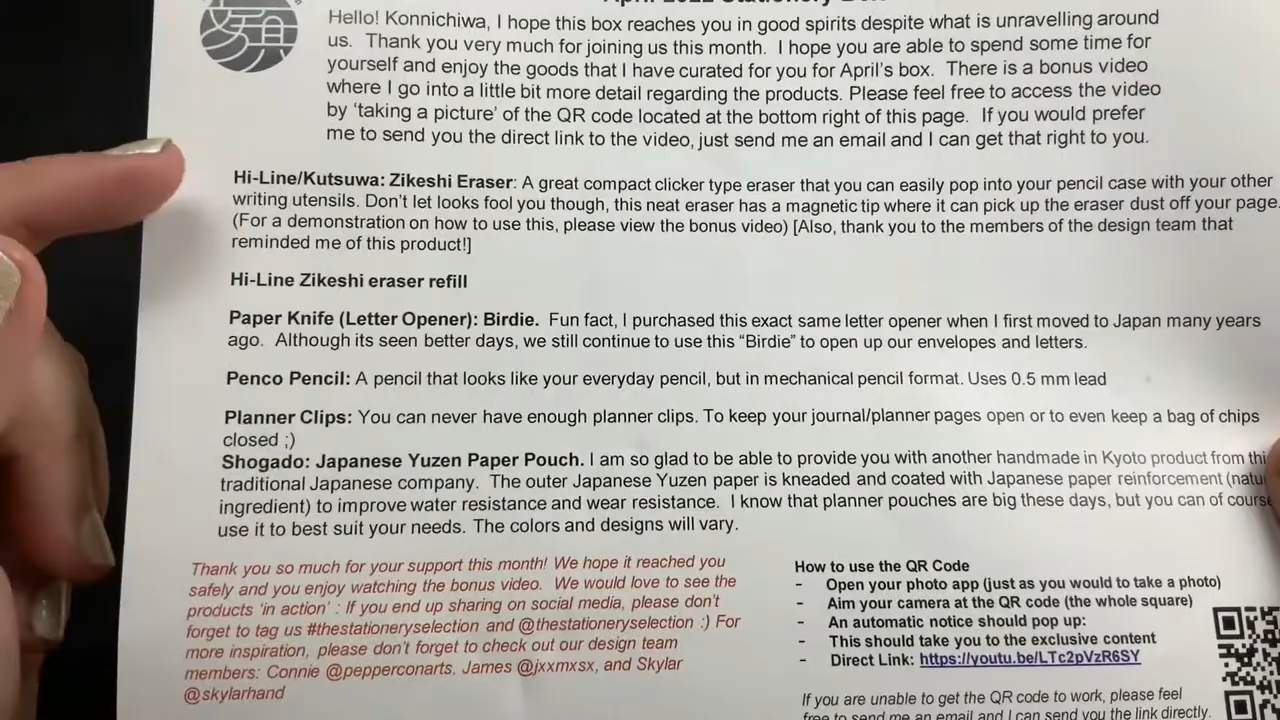 April 2022 Stationery Box
Hello! Konnichiwa, I hope this box reaches you in good spirits despite what is unravelling around
us. Thank you very much for joining us this month. I hope you are able to spend some time for
yourself and enjoy the goods that I have curated for you for April's box. There is a bonus video
where I go into a little bit more detail regarding the products. Please feel free to access the video
by 'taking a picture' of the QR code located at the bottom right of this page. If you would prefer
me to send you the direct link to the video, just send me an email and I can get that right to you.
Hi-Line/Kutsuwa: Zikeshi Eraser: A great compact clicker type eraser that you can easily pop into your pencil case with your other
writing utensils. Don't let looks fool you though, this neat eraser has a magnetic tip where it can pick up the eraser dust off your page.
(For a demonstration on how to use this, please view the bonus video) [Also, thank you to the members of the design team that
reminded me of this product!]
Hi-Line Zikeshi eraser refill
Paper Knife (Letter Opener): Birdie. Fun fact, I purchased this exact same letter opener when I first moved to Japan many years
ago. Although its seen better days, we still continue to use this “Birdie” to open up our envelopes and letters.
Penco Pencil: A pencil that looks like your everyday pencil, but in mechanical pencil format. Uses 0.5 mm lead
Planner Clips: You can never have enough planner clips. To keep your journal/planner pages open or to even keep a bag of chips
closed ;)
Shogado: Japanese Yuzen Paper Pouch. I am so glad to be able to provide you with another handmade in Kyoto product from thi
traditional Japanese company. The outer Japanese Yuzen paper is kneaded and coated with Japanese paper reinforcement (natu
ingredient) to improve water resistance and wear resistance. I know that planner pouches are big these days, but you can of course
use it to best suit your needs. The colors and designs will vary.
Thank you so much for your support this month! We hope it reached you
safely and you enjoy watching the bonus video. We would love to see the
products 'in action' : If you end up sharing on social media, please don't
forget to tag us #thestationeryselection and @thestationeryselection :) For
more inspiration, please don't forget to check out our design team
members: Connie @pepperconarts. James @jxxmxsx, and Skylar
@skylarhand
How to use the QR Code
- Open your photo app (just as you would to take a photo)
- Aim your camera at the QR code (the whole square)
- An automatic notice should pop up:
- This should take you to the exclusive content
- Direct Link: https://youtu.be/LTc2pVzR6SY
If you are unable to get the QR code to work, please feel
free to send me an email and I can send you the link directly.